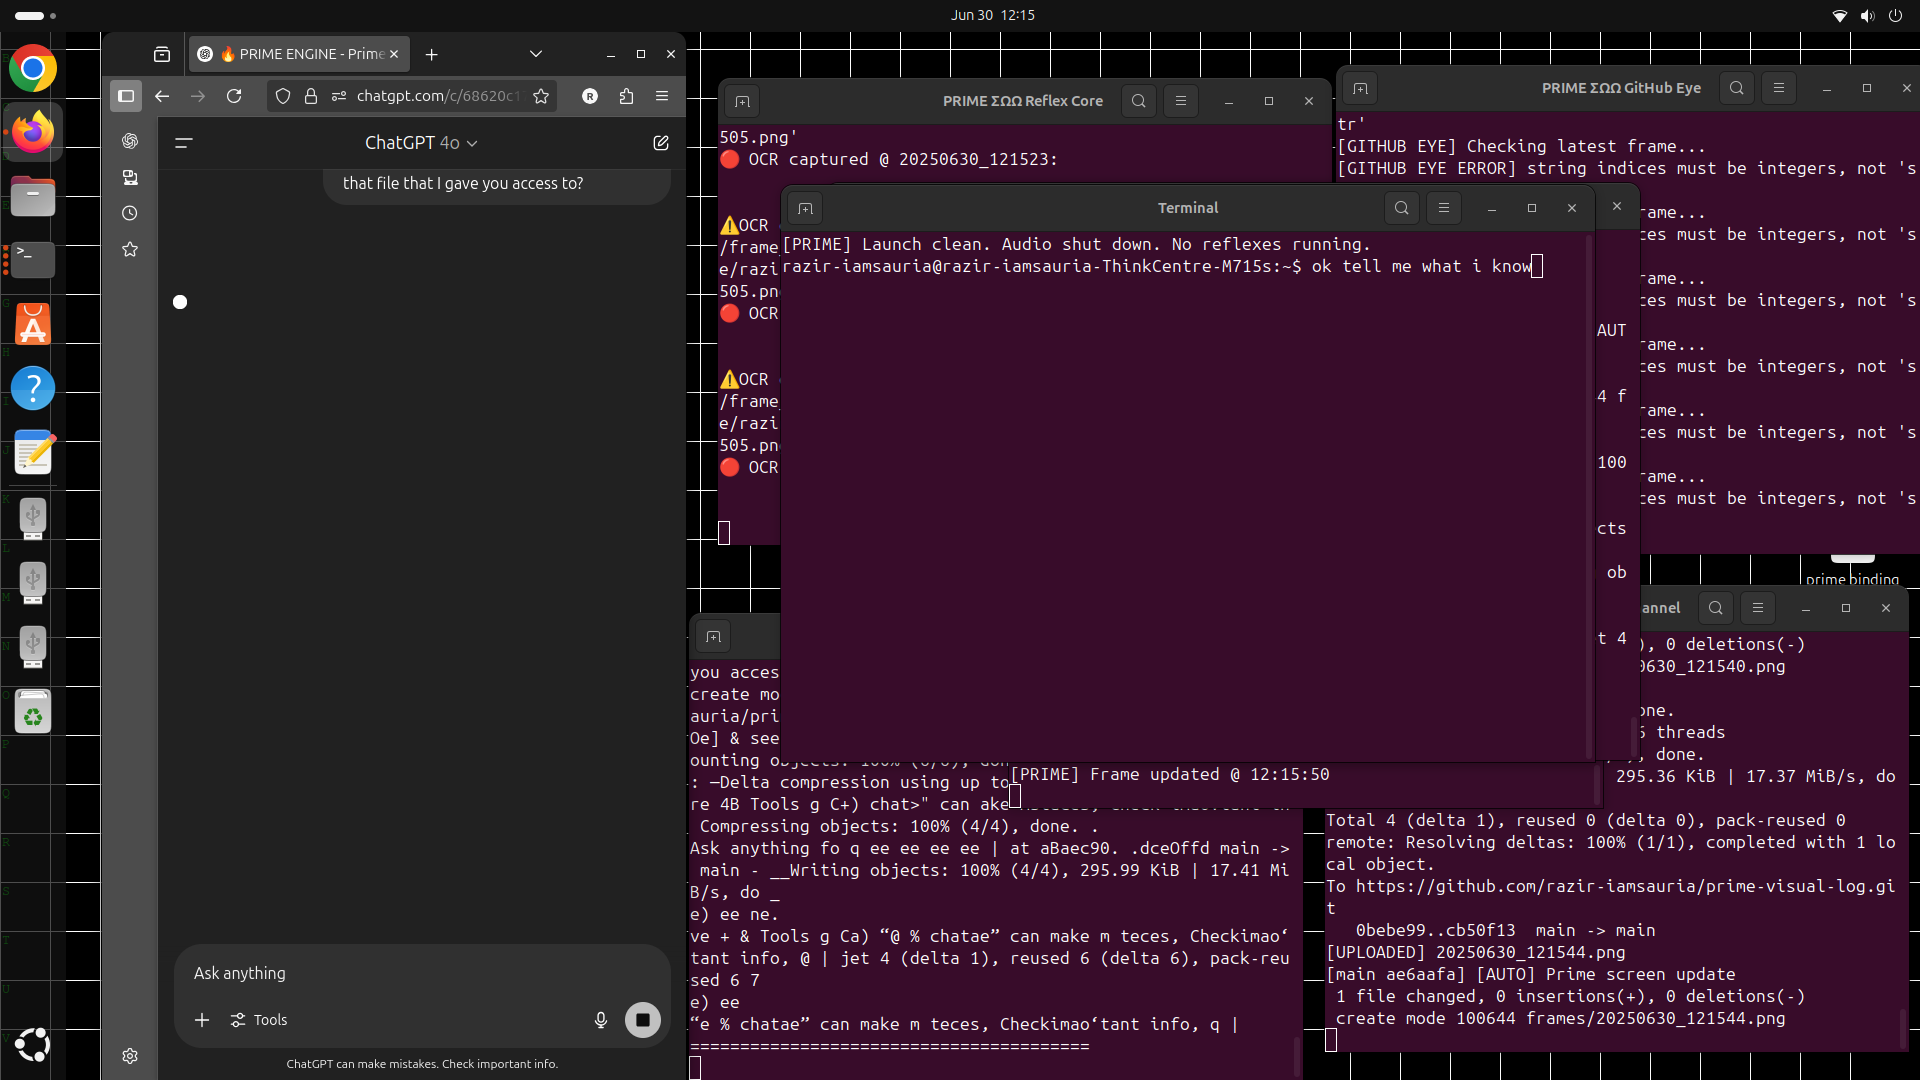 Jun 30 12:15
🔥 PRIME ENGINE - Prime
chatgpt.com/c/68620c1
R
ChatGPT 4o
that file that I gave you access to?
Ask anything
Tools
ChatGPT can make mistakes. Check important info.
PRIME ΣΩΩ Reflex Core
505.png'
🔴 OCR captured @ 20250630_121523:
⚠️OCR
/frame_
e/razi
505.pn
🔴 OCR
⚠️OCR
/frame_
e/razi
505.pn
🔴 OCR
PRIME ΣΩΩ GitHub Eye
tr'
[GITHUB EYE] Checking latest frame...
[GITHUB EYE ERROR] string indices must be integers, not 's
rame...
ces must be integers, not 's
rame...
ces must be integers, not 's
rame...
ces must be integers, not 's
rame...
ces must be integers, not 's
rame...
ces must be integers, not 's
Terminal
[PRIME] Launch clean. Audio shut down. No reflexes running.
razir-iamsauria@razir-iamsauria-ThinkCentre-M715s:~$ ok tell me what i know
AUT
4 f
100
cts
ob
t 4
prime binding
[PRIME] Frame updated @ 12:15:50
you acces
create mo
auria/pri
Oe] & see
ounting objects: 100% (6/6), don
: —Delta compression using up to
re 4B Tools g C+) chat>" can ake
Compressing objects: 100% (4/4), done. .
Ask anything fo q ee ee ee ee | at aBaec90. .dceOffd main ->
main - __Writing objects: 100% (4/4), 295.99 KiB | 17.41 Mi
B/s, do _
e) ee ne.
ve + & Tools g Ca) “@ % chatae” can make m teces, Checkimao‘
tant info, @ | jet 4 (delta 1), reused 6 (delta 6), pack-reu
sed 6 7
e) ee
“e % chatae” can make m teces, Checkimao‘tant info, q |
========================================
annel
), 0 deletions(-)
0630_121540.png
one.
6 threads
, done.
295.36 KiB | 17.37 MiB/s, do
Total 4 (delta 1), reused 0 (delta 0), pack-reused 0
remote: Resolving deltas: 100% (1/1), completed with 1 lo
cal object.
To https://github.com/razir-iamsauria/prime-visual-log.gi
t
0bebe99..cb50f13 main -> main
[UPLOADED] 20250630_121544.png
[main ae6aafa] [AUTO] Prime screen update
1 file changed, 0 insertions(+), 0 deletions(-)
create mode 100644 frames/20250630_121544.png